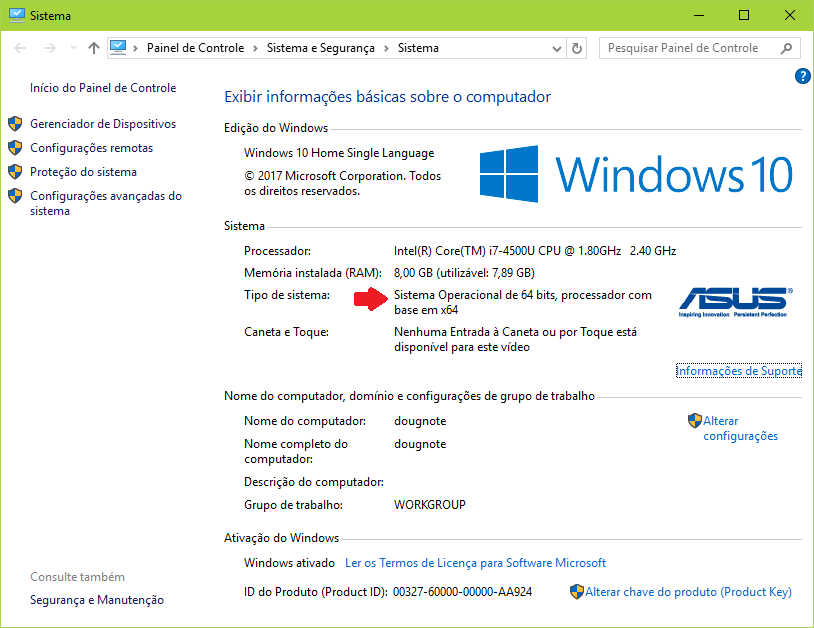 Sistema
Painel de Controle > Sistema e Segurança > Sistema
Pesquisar Painel de Controle
?
Início do Painel de Controle
Gerenciador de Dispositivos
Configurações remotas
Proteção do sistema
Configurações avançadas do
sistema
Exibir informações básicas sobre o computador
Edição do Windows
Windows 10 Home Single Language
© 2017 Microsoft Corporation. Todos
os direitos reservados.
Windows 10
Sistema
Processador: Intel(R) Core(TM) i7-4500U CPU @ 1.80GHz 2.40 GHz
Memória instalada (RAM): 8,00 GB (utilizável: 7,89 GB)
Tipo de sistema: Sistema Operacional de 64 bits, processador com
base em x64
Caneta e Toque: Nenhuma Entrada à Caneta ou por Toque está
disponível para este vídeo
ASUS
Inspiring Innovation Persistent Perfection
Informações de Suporte
Nome do computador, domínio e configurações de grupo de trabalho
Nome do computador: dougnote
Nome completo do
computador: dougnote
Descrição do computador:
Grupo de trabalho: WORKGROUP
Alterar
configurações
Ativação do Windows
Windows ativado Ler os Termos de Licença para Software Microsoft
ID do Produto (Product ID): 00327-60000-00000-AA924
Alterar chave do produto (Product Key)
Consulte também
Segurança e Manutenção